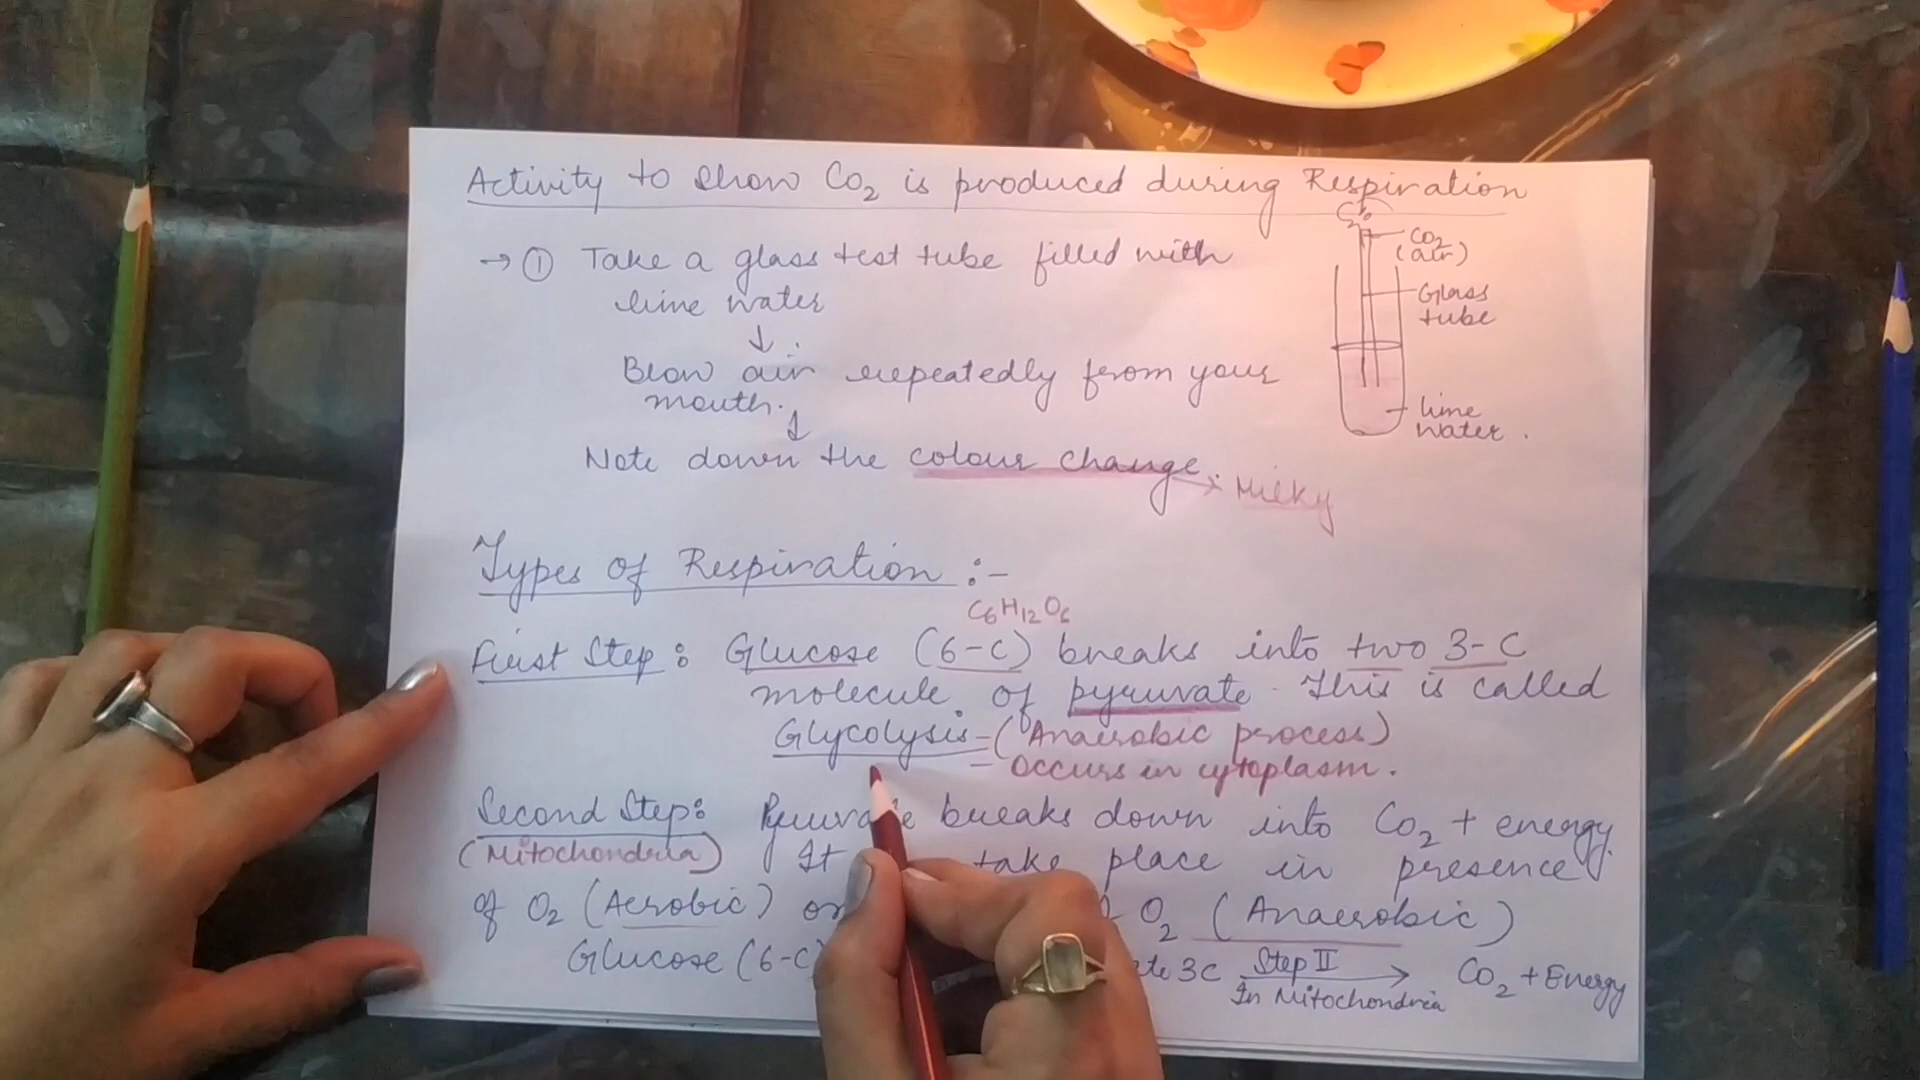 Activity to show CO2 is produced during Respiration
→ ① Take a glass test tube filled with
lime water
↓
Blow air repeatedly from your
mouth.
↓
Note down the colour change. → Milky
CO2
(air)
Glass
tube
lime
water.
Types of Respiration :-
C6H12O6
First Step : Glucose (6-C) breaks into two 3-C
molecule of pyruvate. This is called
Glycolysis = (Anaerobic process)
= Occurs in cytoplasm.
Second Step: Pyruvate breaks down into CO2 + energy.
(Mitochondria) It take place in presence
of O2 (Aerobic) or O2 (Anaerobic)
Glucose (6-C) 3C Step II → CO2 + Energy
In Mitochondria